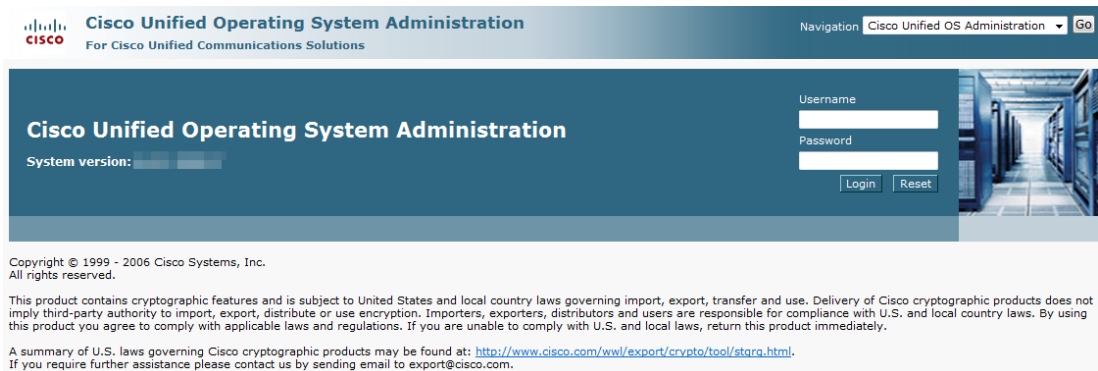 CISCO
Cisco Unified Operating System Administration
For Cisco Unified Communications Solutions
Navigation Cisco Unified OS Administration Go
Cisco Unified Operating System Administration
System version:
Username
Password
Login Reset
Copyright © 1999 - 2006 Cisco Systems, Inc.
All rights reserved.
This product contains cryptographic features and is subject to United States and local country laws governing import, export, transfer and use. Delivery of Cisco cryptographic products does not
imply third-party authority to import, export, distribute or use encryption. Importers, exporters, distributors and users are responsible for compliance with U.S. and local country laws. By using
this product you agree to comply with applicable laws and regulations. If you are unable to comply with U.S. and local laws, return this product immediately.
A summary of U.S. laws governing Cisco cryptographic products may be found at: http://www.cisco.com/wwl/export/crypto/tool/stqrg.html.
If you require further assistance please contact us by sending email to export@cisco.com.